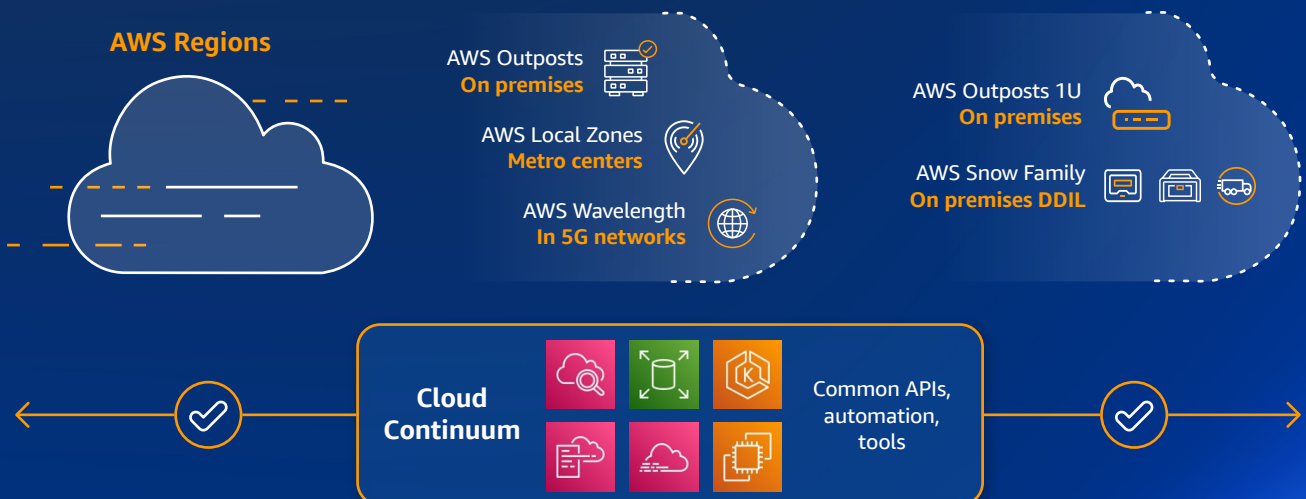 AWS Regions
AWS Outposts
On premises
AWS Local Zones
Metro centers
AWS Wavelength
In 5G networks
AWS Outposts 1U
On premises
AWS Snow Family
On premises DDIL
Cloud
Continuum
K
Common APIs,
automation,
tools